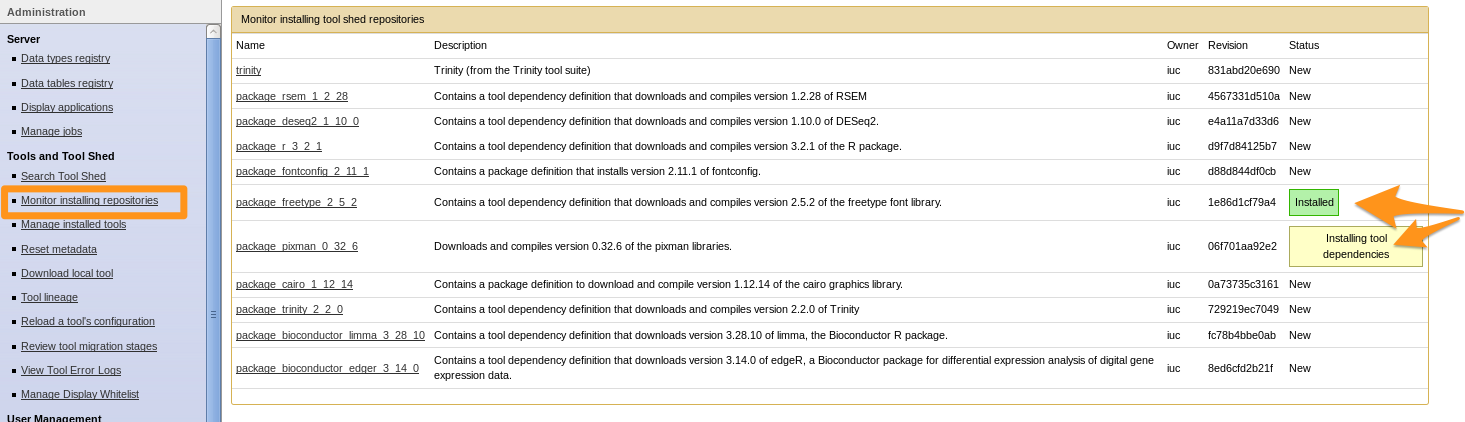 Administration
Server
Data types registry
Data tables registry
Display applications
Manage jobs
Tools and Tool Shed
Search Tool Shed
Monitor installing repositories
Manage installed tools
Reset metadata
Download local tool
Tool lineage
Reload a tool's configuration
Review tool migration stages
View Tool Error Logs
Manage Display Whitelist
User Management
Monitor installing tool shed repositories
Name Description Owner Revision Status
trinity Trinity (from the Trinity tool suite) iuc 831abd20e690 New
package_rsem_1_2_28 Contains a tool dependency definition that downloads and compiles version 1.2.28 of RSEM iuc 4567331d510a New
package_deseq2_1_10_0 Contains a tool dependency definition that downloads and compiles version 1.10.0 of DESeq2. iuc e4a11a7d33d6 New
package_r_3_2_1 Contains a tool dependency definition that downloads and compiles version 3.2.1 of the R package. iuc d9f7d84125b7 New
package_fontconfig_2_11_1 Contains a package definition that installs version 2.11.1 of fontconfig. iuc d88d844df0cb New
package_freetype_2_5_2 Contains a tool dependency definition that downloads and compiles version 2.5.2 of the freetype font library. iuc 1e86d1cf79a4 Installed
package_pixman_0_32_6 Downloads and compiles version 0.32.6 of the pixman libraries. iuc 06f701aa92e2 Installing tool
dependencies
package_cairo_1_12_14 Contains a package definition to download and compile version 1.12.14 of the cairo graphics library. iuc 0a73735c3161 New
package_trinity_2_2_0 Contains a tool dependency definition that downloads and compiles version 2.2.0 of Trinity iuc 729219ec7049 New
package_bioconductor_limma_3_28_10 Contains a tool dependency definition that downloads version 3.28.10 of limma, the Bioconductor R package. iuc fc78b4bbe0ab New
package_bioconductor_edger_3_14_0 Contains a tool dependency definition that downloads version 3.14.0 of edgeR, a Bioconductor package for differential expression analysis of digital gene iuc 8ed6cfd2b21f New
expression data.